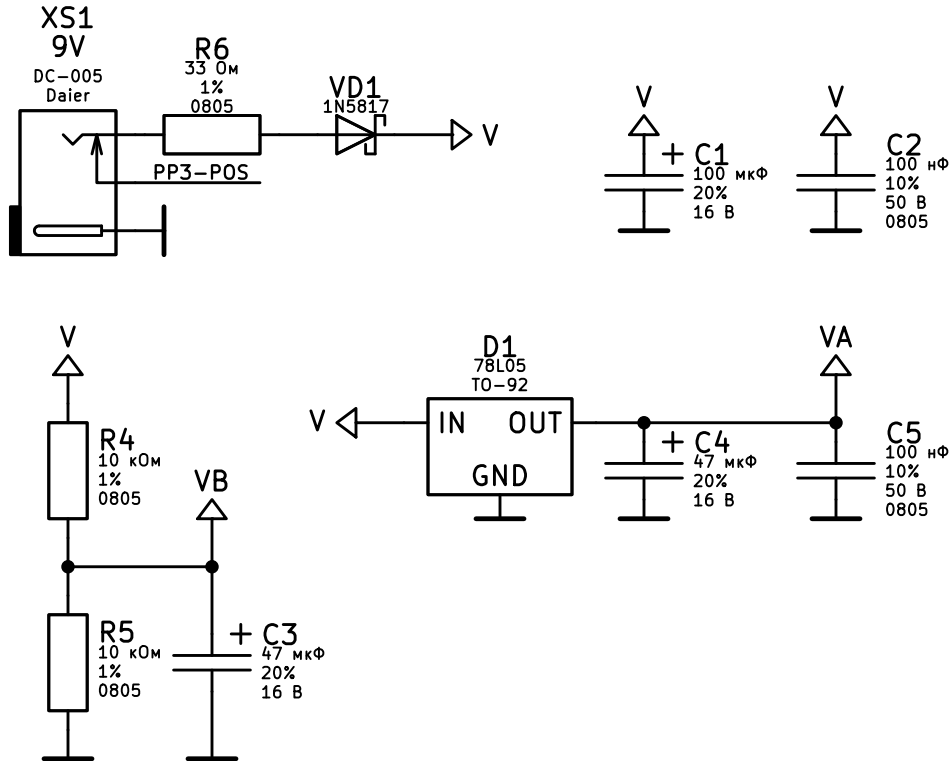 XS1
9V
DC-005
Daier
R6
33 Ом
1%
0805
VD1
1N5817
V
PP3-POS
V
+ C1
100 мкФ
20%
16 В
V
C2
100 нФ
10%
50 В
0805
V
R4
10 кОм
1%
0805
VB
R5
10 кОм
1%
0805
+ C3
47 мкФ
20%
16 В
D1
78L05
TO-92
V
IN OUT
GND
+ C4
47 мкФ
20%
16 В
VA
C5
100 нФ
10%
50 В
0805